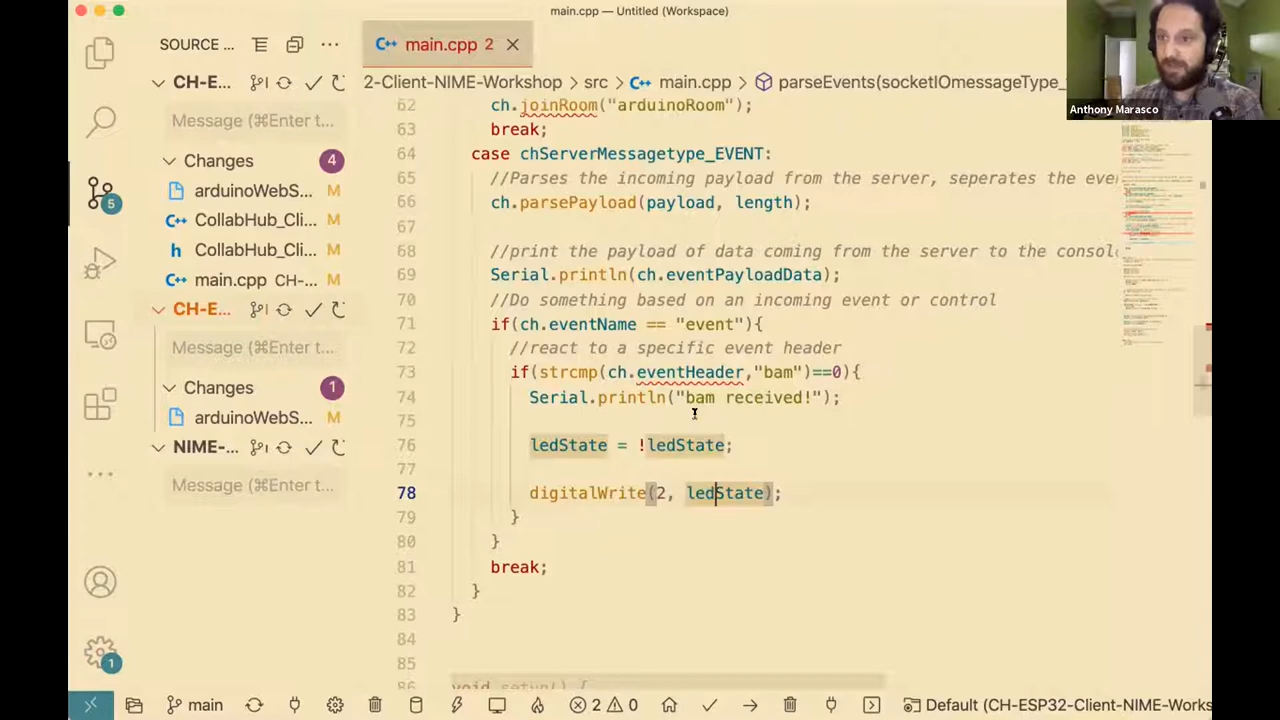 main.cpp — Untitled (Workspace)
SOURCE ...
main.cpp 2
Anthony Marasco
CH-E...
2-Client-NIME-Workshop > src > main.cpp > parseEvents(socketIOmessageType_
Message (⌘Enter t...
Changes 4
arduinoWebS... M
CollabHub_Cli... M
CollabHub_Cli... M
main.cpp CH-... M
CH-E...
Message (⌘Enter t...
Changes 1
arduinoWebS... M
NIME-...
Message (⌘Enter t...
5
1
62 ch.joinRoom("arduinoRoom");
63 break;
64 case chServerMessagetype_EVENT:
65 //Parses the incoming payload from the server, seperates the eve
66 ch.parsePayload(payload, length);
67
68 //print the payload of data coming from the server to the consol
69 Serial.println(ch.eventPayloadData);
70 //Do something based on an incoming event or control
71 if(ch.eventName == "event"){
72 //react to a specific event header
73 if(strcmp(ch.eventHeader,"bam")==0){
74 Serial.println("bam received!");
75
76 ledState = !ledState;
77
78 digitalWrite(2, ledState);
79 }
80 }
81 break;
82 }
83 }
84
85
86 void setup() {
main 2 0 Default (CH-ESP32-Client-NIME-Works